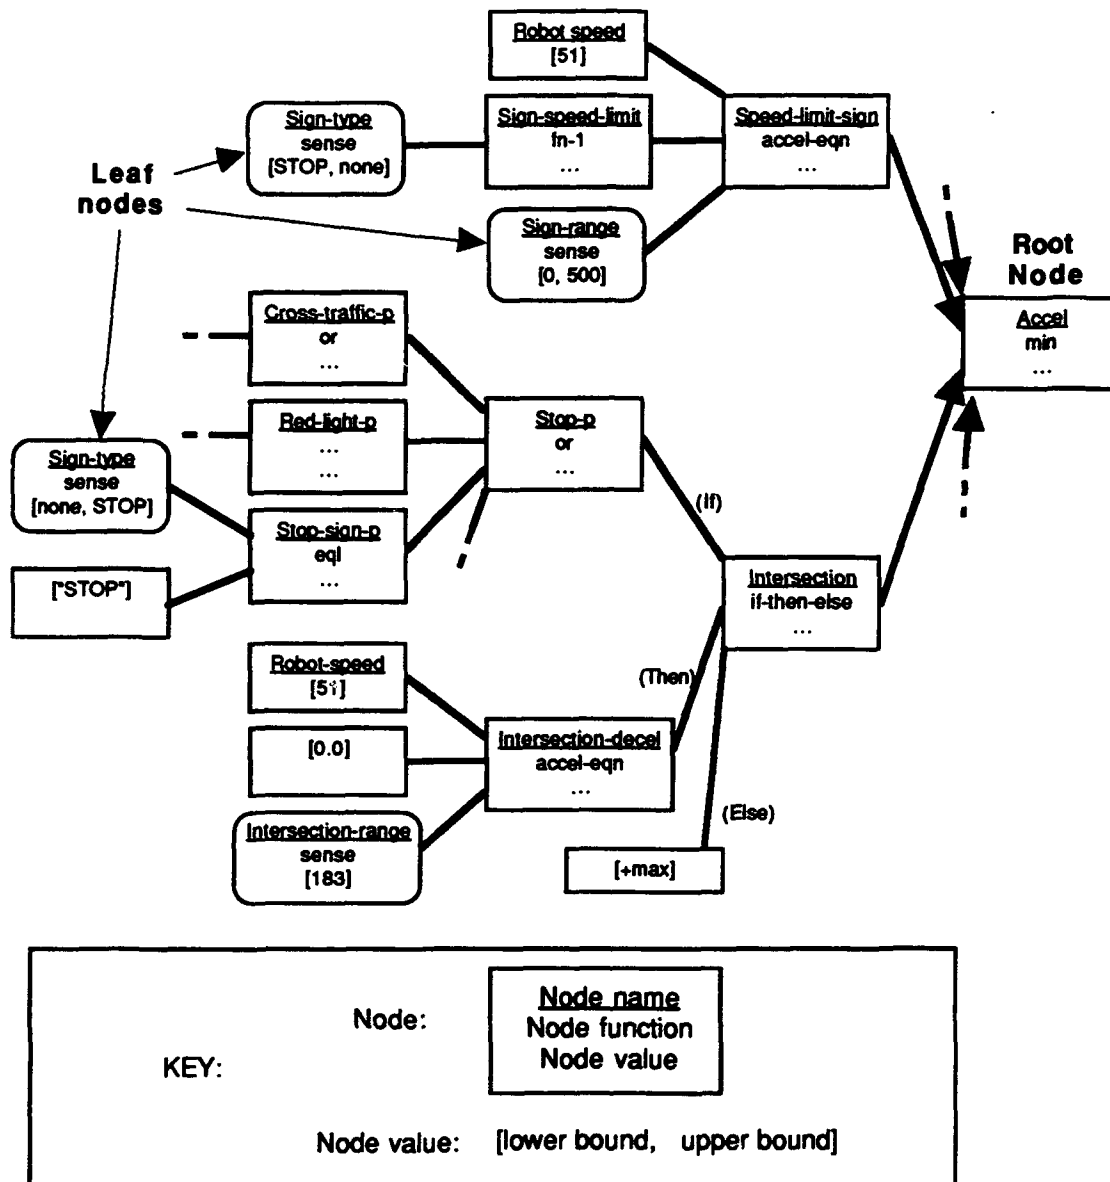 Robot speed
[51]
Sign-type
sense
[STOP, none]
Sign-speed-limit
fn-1
...
Speed-limit-sign
accel-eqn
...
Leaf
nodes
Sign-range
sense
[0, 500]
Root
Node
Cross-traffic-p
or
...
Accel
min
...
Red-light-p
...
...
Stop-p
or
...
Sign-type
sense
[none, STOP]
(If)
Stop-sign-p
eql
...
["STOP"]
Intersection
if-then-else
...
Robot-speed
[51]
(Then)
[0.0]
Intersection-decel
accel-eqn
...
(Else)
Intersection-range
sense
[183]
[+max]
Node name
Node:
Node function
Node value
KEY:
Node value: [lower bound, upper bound]